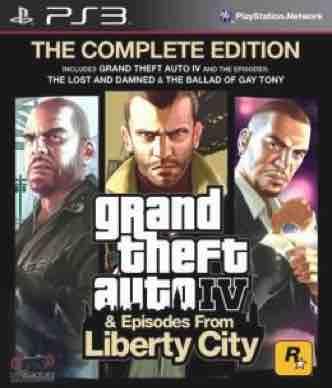 PS3
PlayStation Network
THE COMPLETE EDITION
INCLUDES GRAND THEFT AUTO IV AND THE EPISODES:
THE LOST AND DAMNED & THE BALLAD OF GAY TONY
grand
theft
auto IV
& Episodes From
Liberty City
R